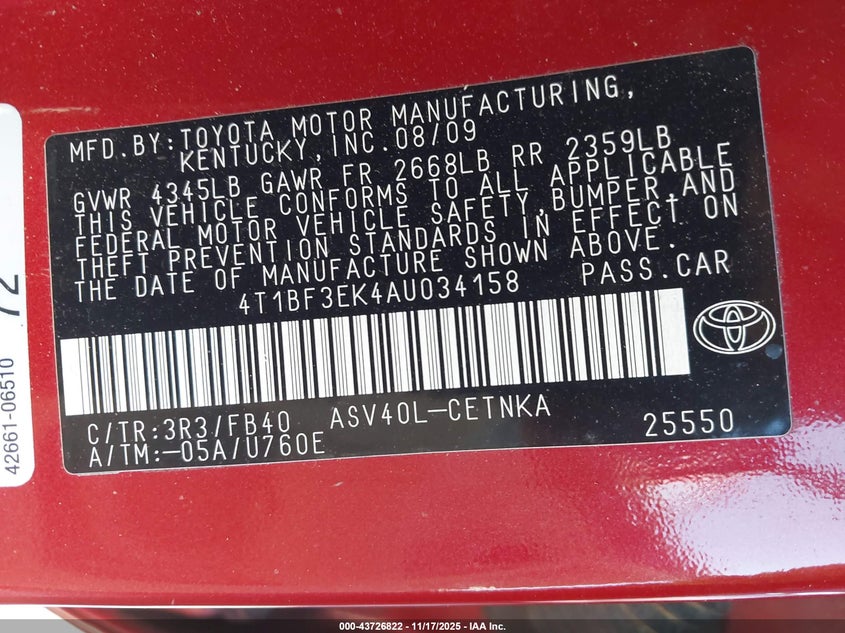 MFD.BY:TOYOTA MOTOR MANUFACTURING,
KENTUCKY,INC.08/09
GVWR 4345LB GAWR FR 2668LB RR 2359LB
THIS VEHICLE CONFORMS TO ALL APPLICABLE
FEDERAL MOTOR VEHICLE SAFETY,BUMPER,AND
THEFT PREVENTION STANDARDS IN EFFECT ON
THE DATE OF MANUFACTURE SHOWN ABOVE.
4T1BF3EK4AU034158 PASS.CAR
C/TR:3R3/FB40 ASV40L-CETNKA 25550
A/TM:-05A/U760E
42661-06510
72
000-43726822 - 11/17/2025 - IAA Inc.